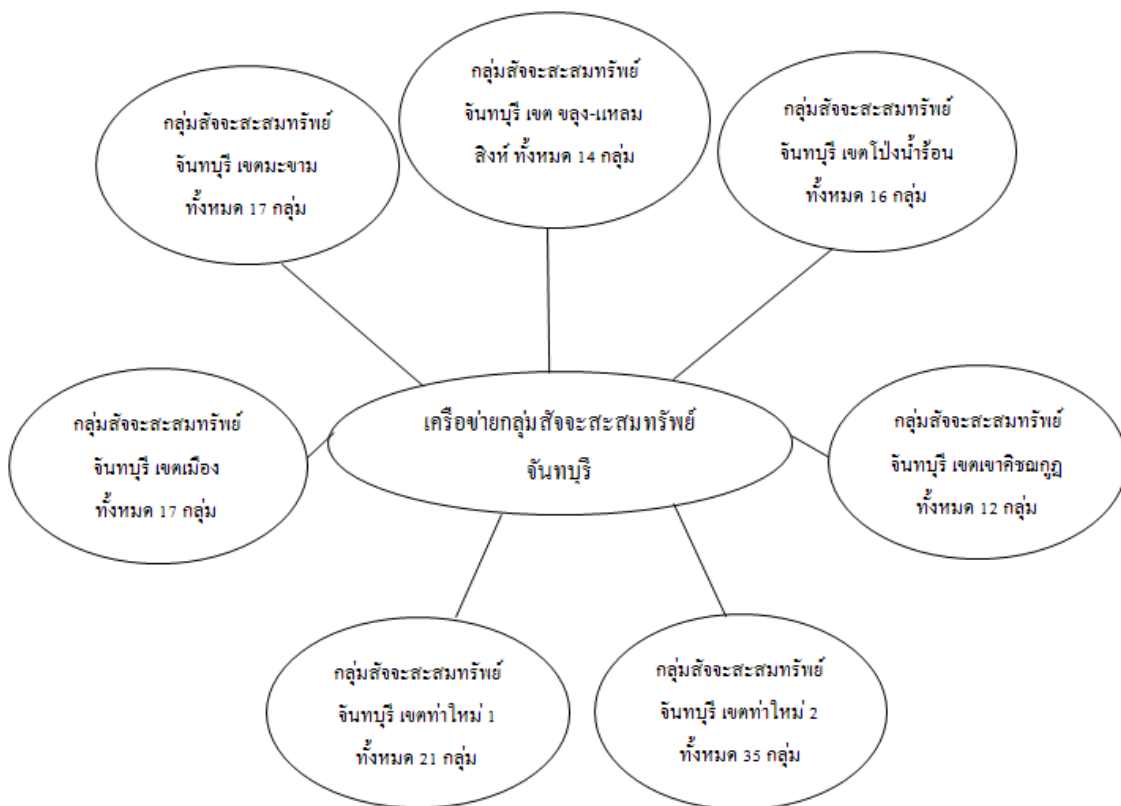 กลุ่มสัจจะสะสมทรัพย์
จันทบุรี เขต ขลุง-แหลม
สิงห์ ทั้งหมด 14 กลุ่ม
กลุ่มสัจจะสะสมทรัพย์
จันทบุรี เขตมะขาม
ทั้งหมด 17 กลุ่ม
กลุ่มสัจจะสะสมทรัพย์
จันทบุรี เขตโป่งน้ำร้อน
ทั้งหมด 16 กลุ่ม
เครือข่ายกลุ่มสัจจะสะสมทรัพย์
จันทบุรี
กลุ่มสัจจะสะสมทรัพย์
จันทบุรี เขตเมือง
ทั้งหมด 17 กลุ่ม
กลุ่มสัจจะสะสมทรัพย์
จันทบุรี เขตเขาคิชฌกูฏ
ทั้งหมด 12 กลุ่ม
กลุ่มสัจจะสะสมทรัพย์
จันทบุรี เขตท่าใหม่ 1
ทั้งหมด 21 กลุ่ม
กลุ่มสัจจะสะสมทรัพย์
จันทบุรี เขตท่าใหม่ 2
ทั้งหมด 35 กลุ่ม